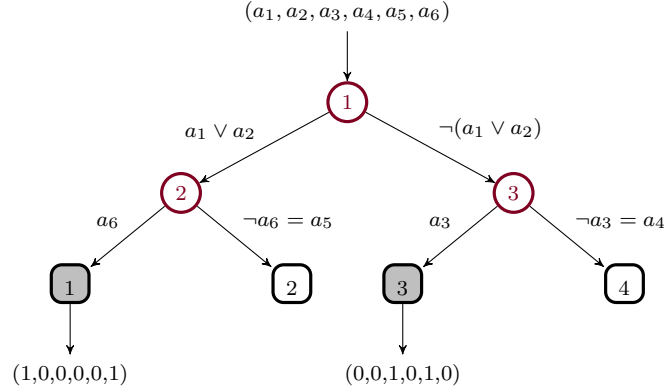 (a₁, a₂, a₃, a₄, a₅, a₆)
1
a₁ ∨ a₂
¬(a₁ ∨ a₂)
2
3
a₆
¬a₆ = a₅
a₃
¬a₃ = a₄
1
2
3
4
(1,0,0,0,0,1)
(0,0,1,0,1,0)